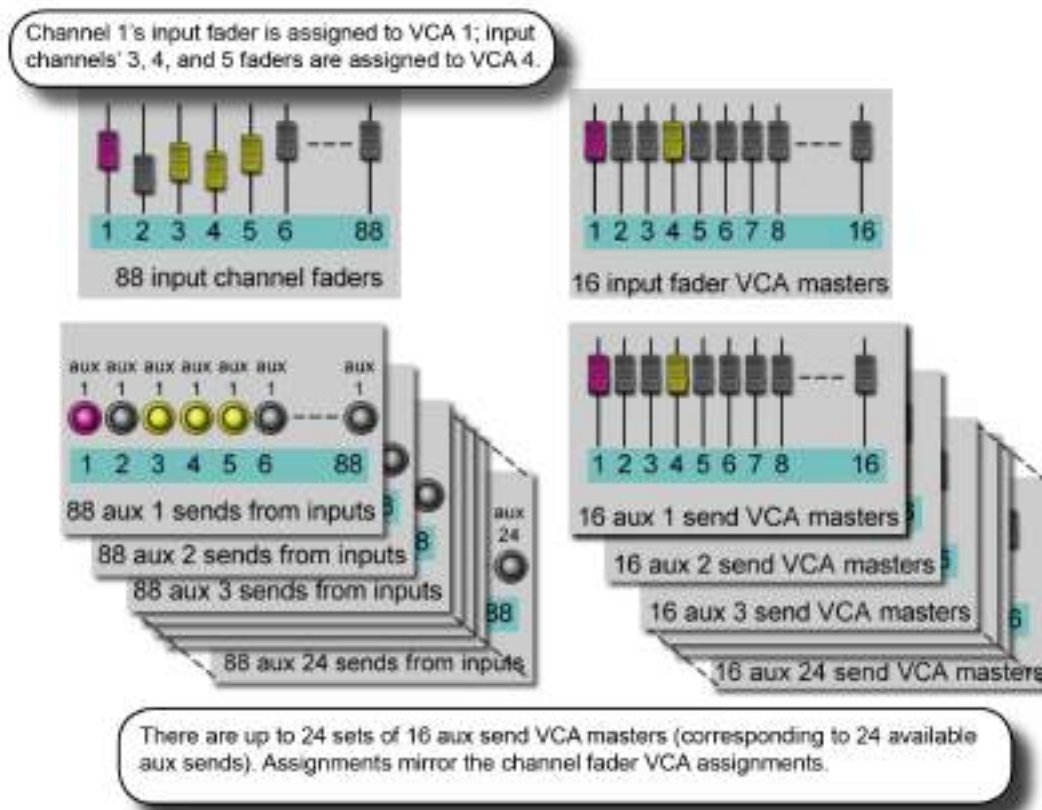 Channel 1's input fader is assigned to VCA 1; input
channels' 3, 4, and 5 faders are assigned to VCA 4.
1 2 3 4 5 6 88
88 input channel faders
1 2 3 4 5 6 7 8 16
16 input fader VCA masters
aux aux aux aux aux aux aux
1 1 1 1 1 1 1
1 2 3 4 5 6 88
88 aux 1 sends from inputs
88 aux 2 sends from inputs
88 aux 3 sends from inputs
aux
24
88
88 aux 24 sends from inputs
1 2 3 4 5 6 7 8 16
16 aux 1 send VCA masters
16 aux 2 send VCA masters
16 aux 3 send VCA masters
6
16 aux 24 send VCA masters
There are up to 24 sets of 16 aux send VCA masters (corresponding to 24 available
aux sends). Assignments mirror the channel fader VCA assignments.